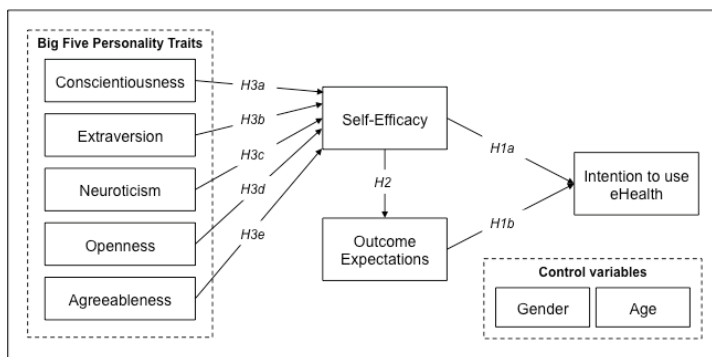 Big Five Personality Traits
Conscientiousness
Extraversion
Neuroticism
Openness
Agreeableness
H3a
H3b
H3c
H3d
H3e
Self-Efficacy
H2
Outcome
Expectations
H1a
H1b
Intention to use
eHealth
Control variables
Gender
Age